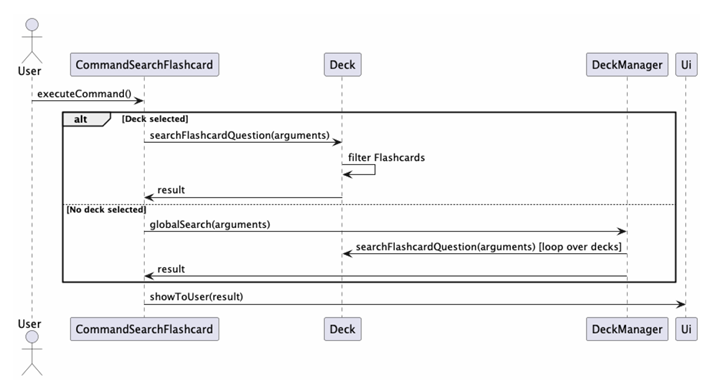 User
CommandSearchFlashcard
Deck
DeckManager
Ui
executeCommand()
alt
[Deck selected]
searchFlashcardQuestion(arguments)
filter Flashcards
result
[No deck selected]
globalSearch(arguments)
searchFlashcardQuestion(arguments) [loop over decks]
result
showToUser(result)
User
CommandSearchFlashcard
Deck
DeckManager
Ui